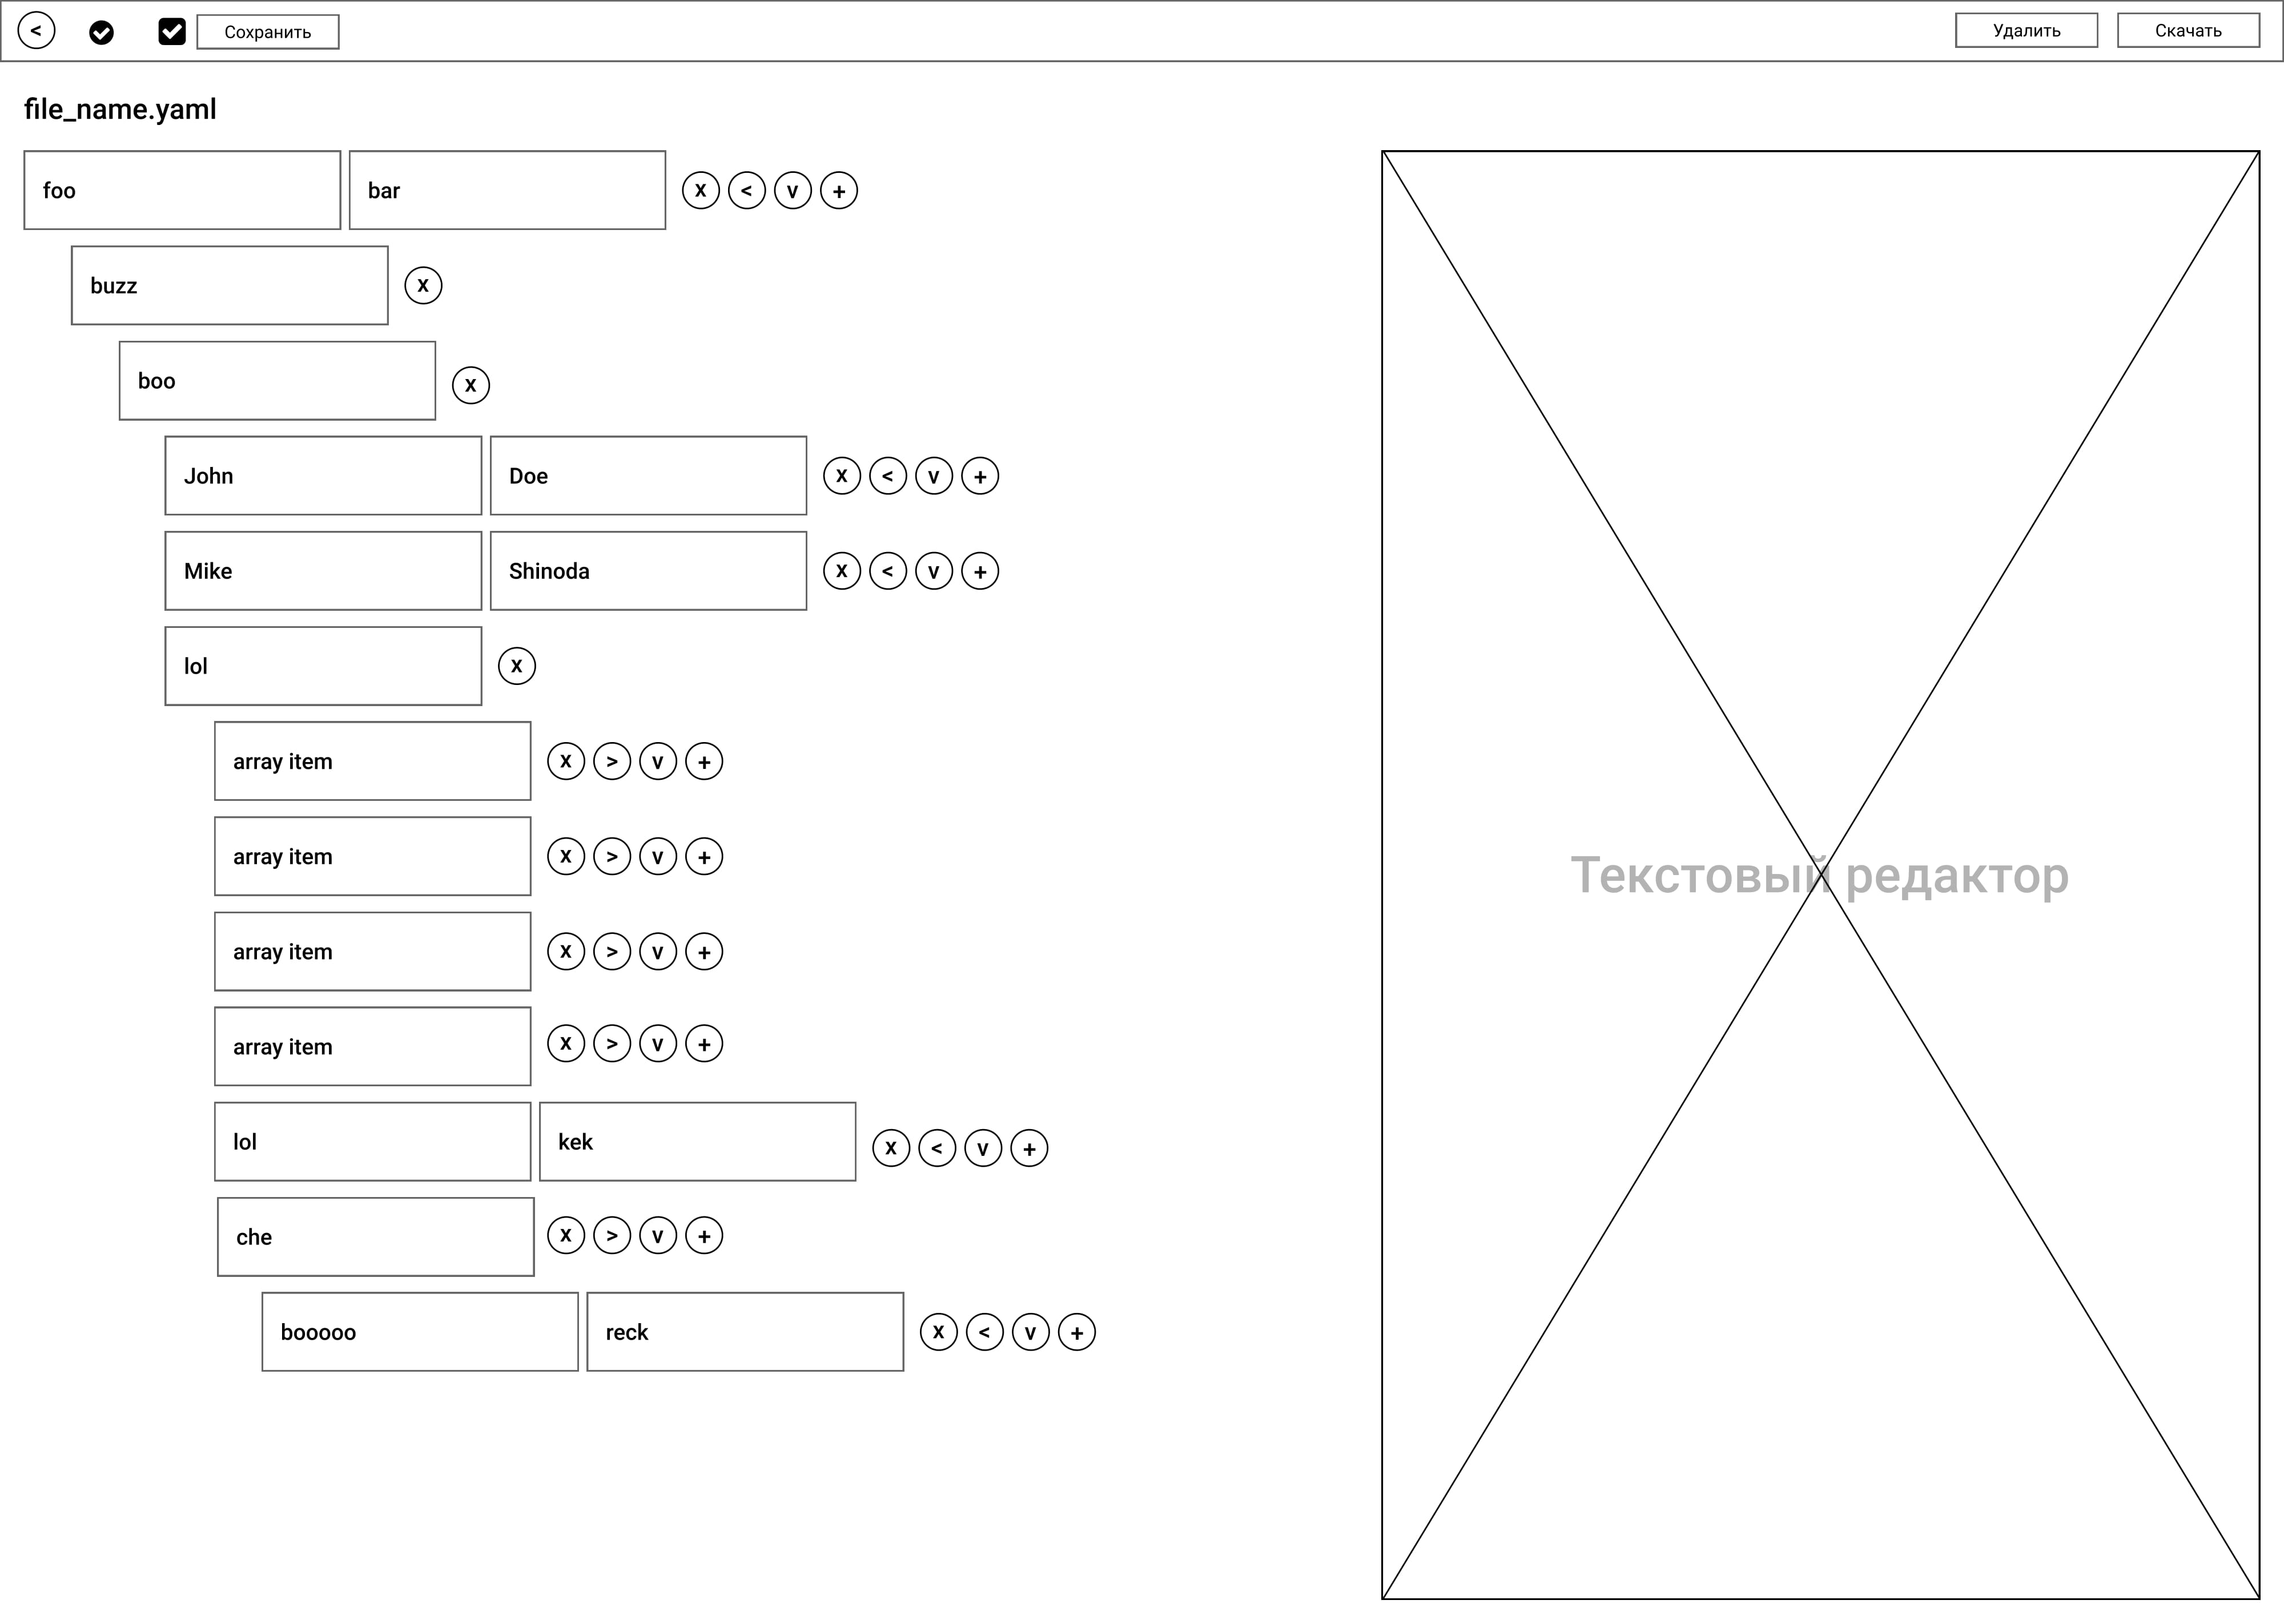 < Сохранить Удалить Скачать
file_name.yaml
foo bar X < v +
buzz X
boo X
John Doe X < v +
Mike Shinoda X < v +
lol X
array item X > v +
array item X > v +
Текстовый редактор
array item X > v +
array item X > v +
lol kek X < v +
che X > v +
booooo reck X < v +